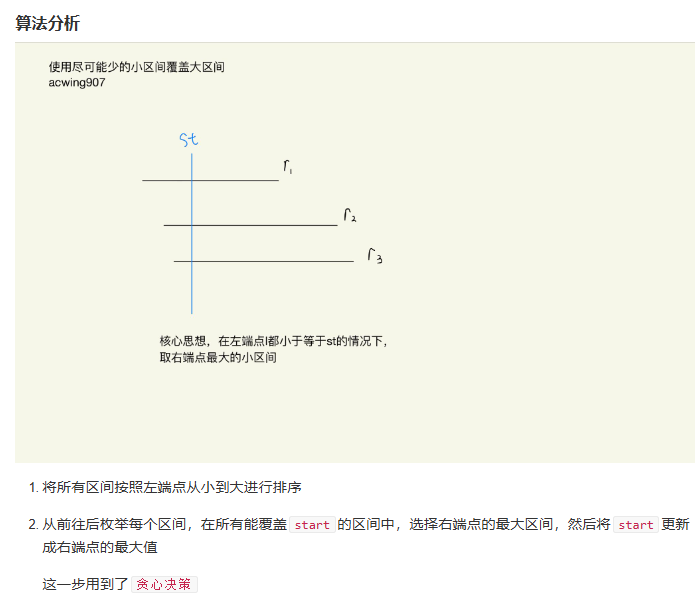 算法分析
使用尽可能少的小区间覆盖大区间
acwing907
st
r1
r2
r3
核心思想，在左端点l都小于等于st的情况下，
取右端点最大的小区间
1. 将所有区间按照左端点从小到大进行排序
2. 从前往后枚举每个区间，在所有能覆盖 start 的区间中，选择右端点的最大区间，然后将 start 更新
成右端点的最大值
这一步用到了 贪心决策